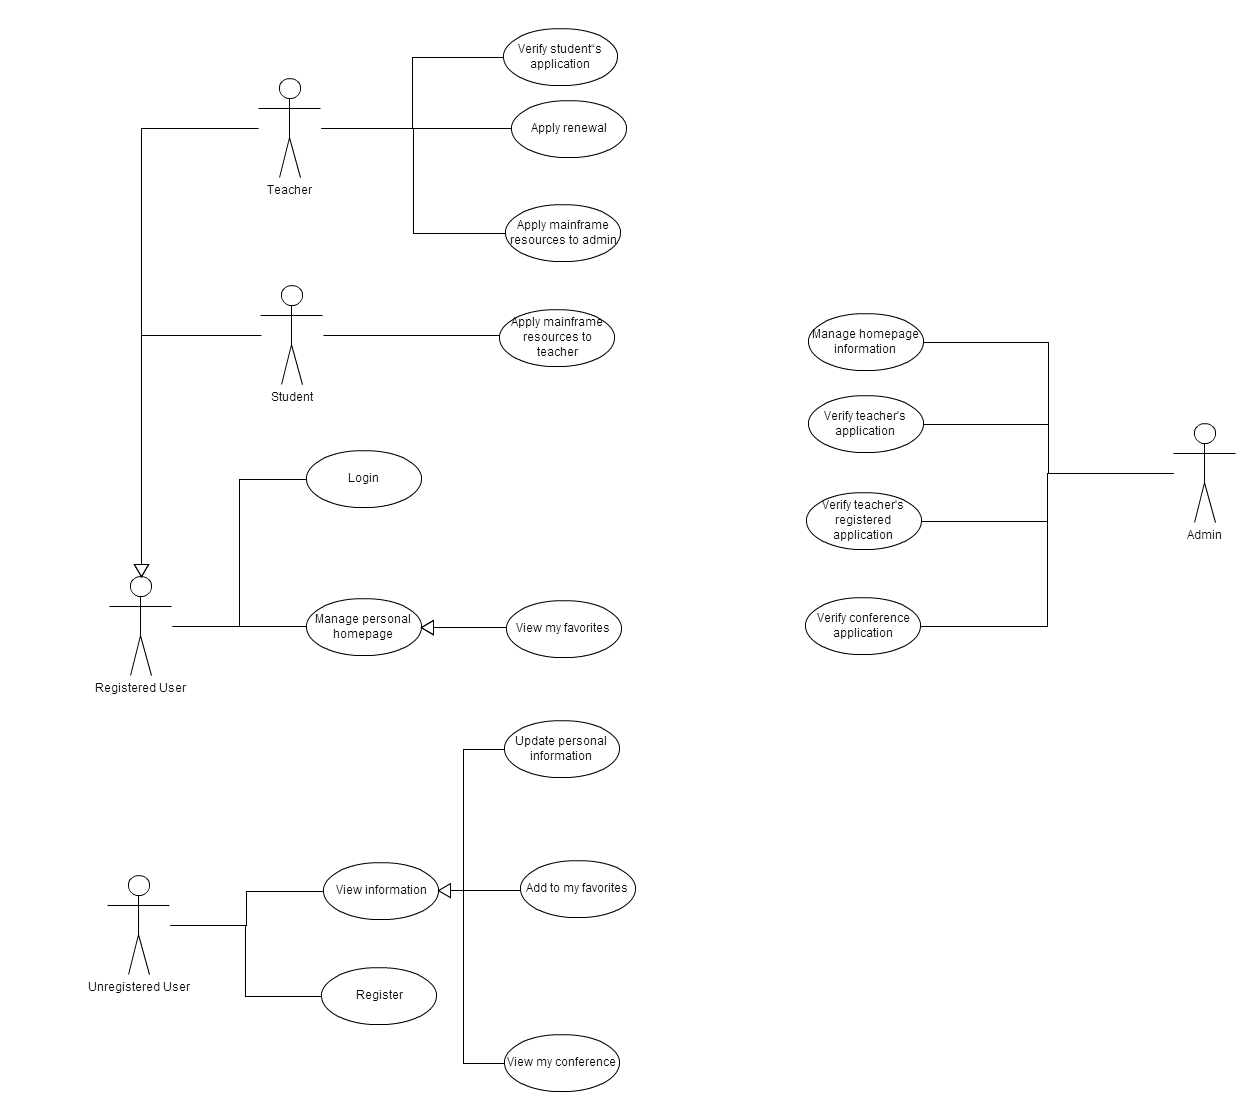 Verify student"s
application
Apply renewal
Teacher
Apply mainframe
resources to admin
Apply mainframe
resources to
teacher
Student
Manage homepage
information
Verify teacher's
application
Login
Verify teacher's
registered
application
Admin
Manage personal
homepage
View my favorites
Verify conference
application
Registered User
Update personal
information
View information
Add to my favorites
Unregistered User
Register
View my conference